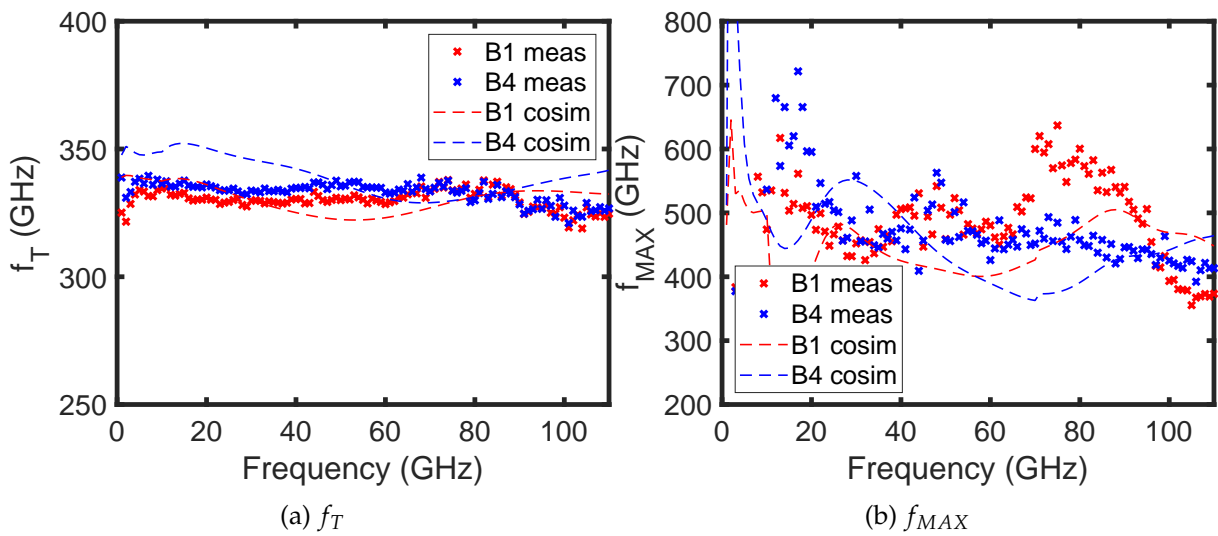 400
350
300
250
f_T (GHz)
0 20 40 60 80 100
Frequency (GHz)
B1 meas
B4 meas
B1 cosim
B4 cosim
(a) f_T
800
700
600
500
400
300
200
f_MAX (GHz)
0 20 40 60 80 100
Frequency (GHz)
B1 meas
B4 meas
B1 cosim
B4 cosim
(b) f_MAX